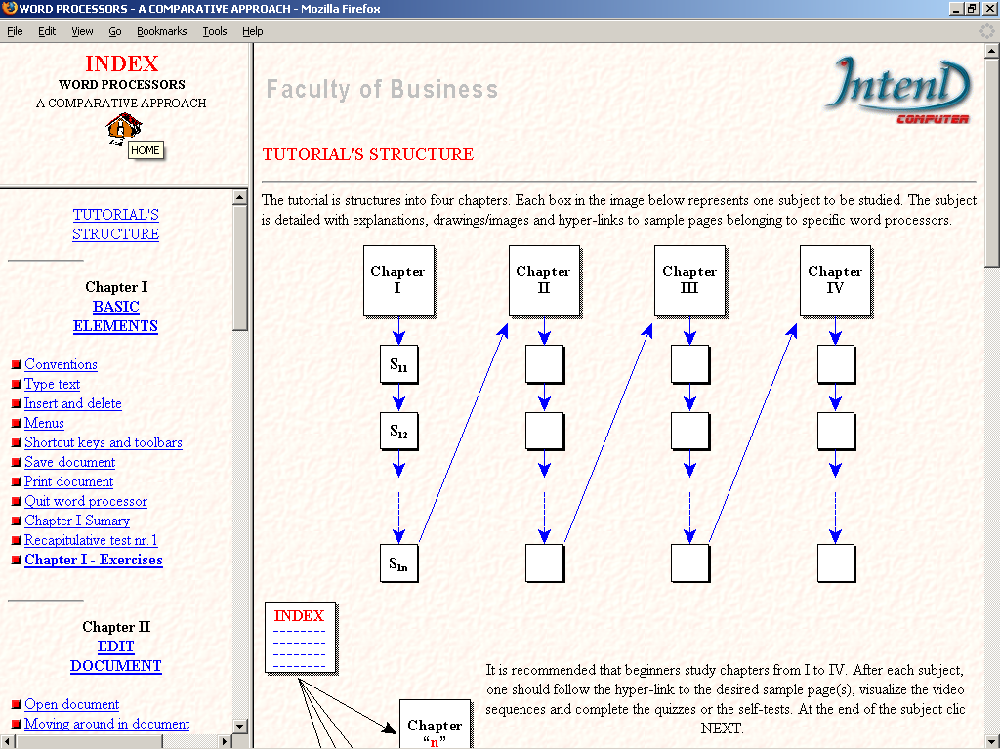 WORD PROCESSORS - A COMPARATIVE APPROACH - Mozilla Firefox
File Edit View Go Bookmarks Tools Help
INDEX
WORD PROCESSORS
A COMPARATIVE APPROACH
HOME
TUTORIAL'S
STRUCTURE
Chapter I
BASIC
ELEMENTS
Conventions
Type text
Insert and delete
Menus
Shortcut keys and toolbars
Save document
Print document
Quit word processor
Chapter I Sumary
Recapitulative test nr.1
Chapter I - Exercises
Chapter II
EDIT
DOCUMENT
Open document
Moving around in document
Faculty of Business
IntenD
COMPUTER
TUTORIAL'S STRUCTURE
The tutorial is structures into four chapters. Each box in the image below represents one subject to be studied. The subject
is detailed with explanations, drawings/images and hyper-links to sample pages belonging to specific word processors.
Chapter
I
Chapter
II
Chapter
III
Chapter
IV
S11
S12
S1n
INDEX
Chapter
“n”
It is recommended that beginners study chapters from I to IV. After each subject,
one should follow the hyper-link to the desired sample page(s), visualize the video
sequences and complete the quizzes or the self-tests. At the end of the subject clic
NEXT.